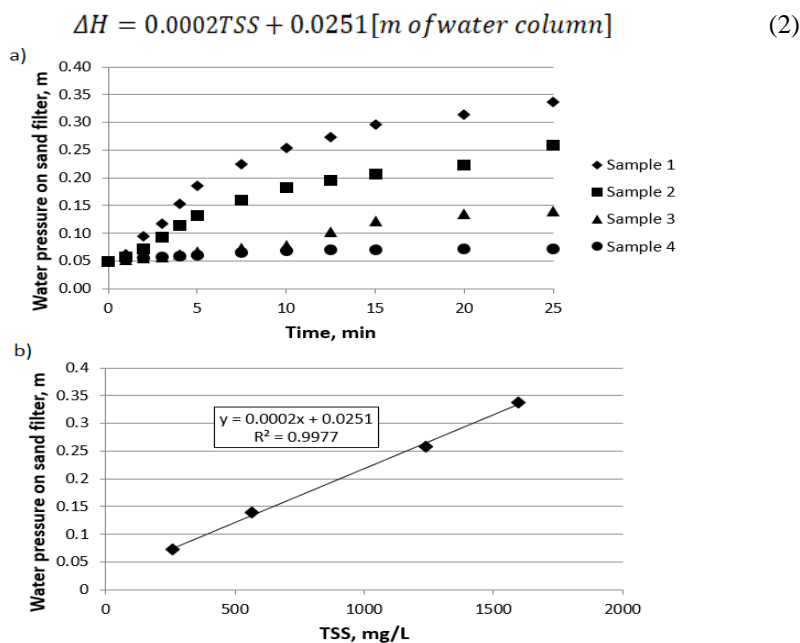 ΔH = 0.0002TSS + 0.0251[m ofwater column] (2)
a)
Water pressure on sand filter, m
0.40
0.35
0.30
0.25
0.20
0.15
0.10
0.05
0.00
0 5 10 15 20 25
Time, min
Sample 1
Sample 2
Sample 3
Sample 4
b)
Water pressure on sand filter, m
0.4
0.35
0.3
0.25
0.2
0.15
0.1
0.05
0
y = 0.0002x + 0.0251
R² = 0.9977
0 500 1000 1500 2000
TSS, mg/L